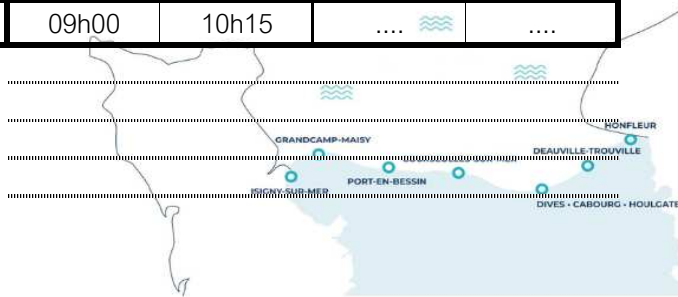 09h00 10h15 .... ....
HONFLEUR
GRANDCAMP-MAISY
DEAUVILLE-TROUVILLE
PORT-EN-BESSIN
ISIGNY-SUR-MER
DIVES • CABOURG • HOULGATE